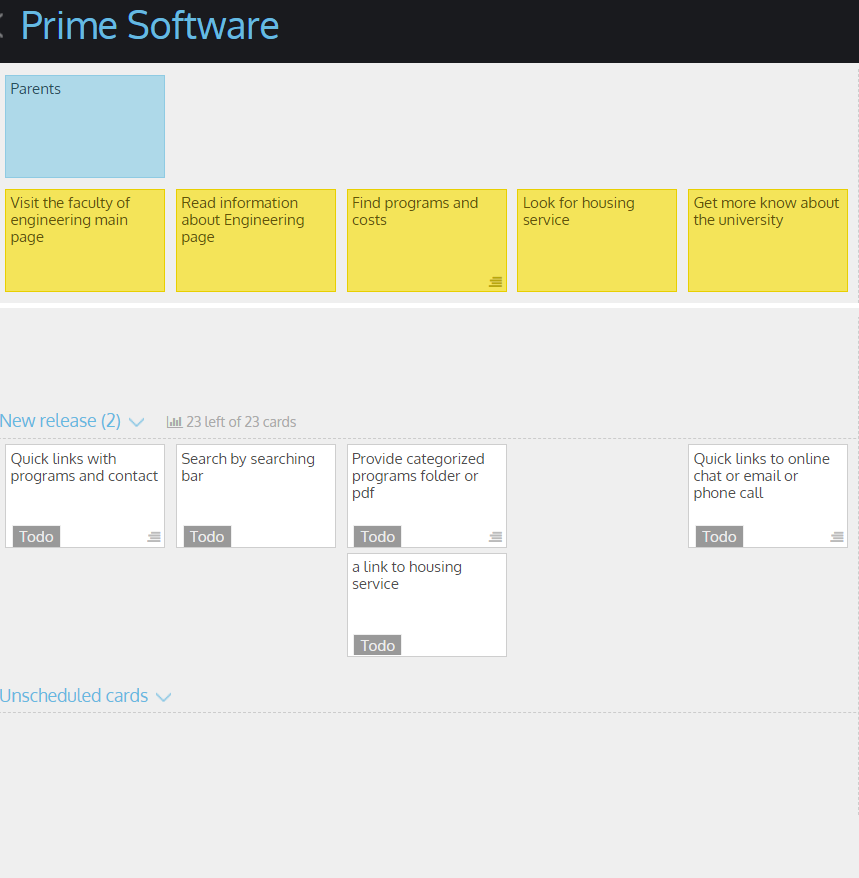 Prime Software
Parents
Visit the faculty of
engineering main
page
Read information
about Engineering
page
Find programs and
costs
Look for housing
service
Get more know about
the university
New release (2)
23 left of 23 cards
Quick links with
programs and contact
Todo
Search by searching
bar
Todo
Provide categorized
programs folder or
pdf
Todo
Quick links to online
chat or email or
phone call
Todo
a link to housing
service
Todo
Unscheduled cards